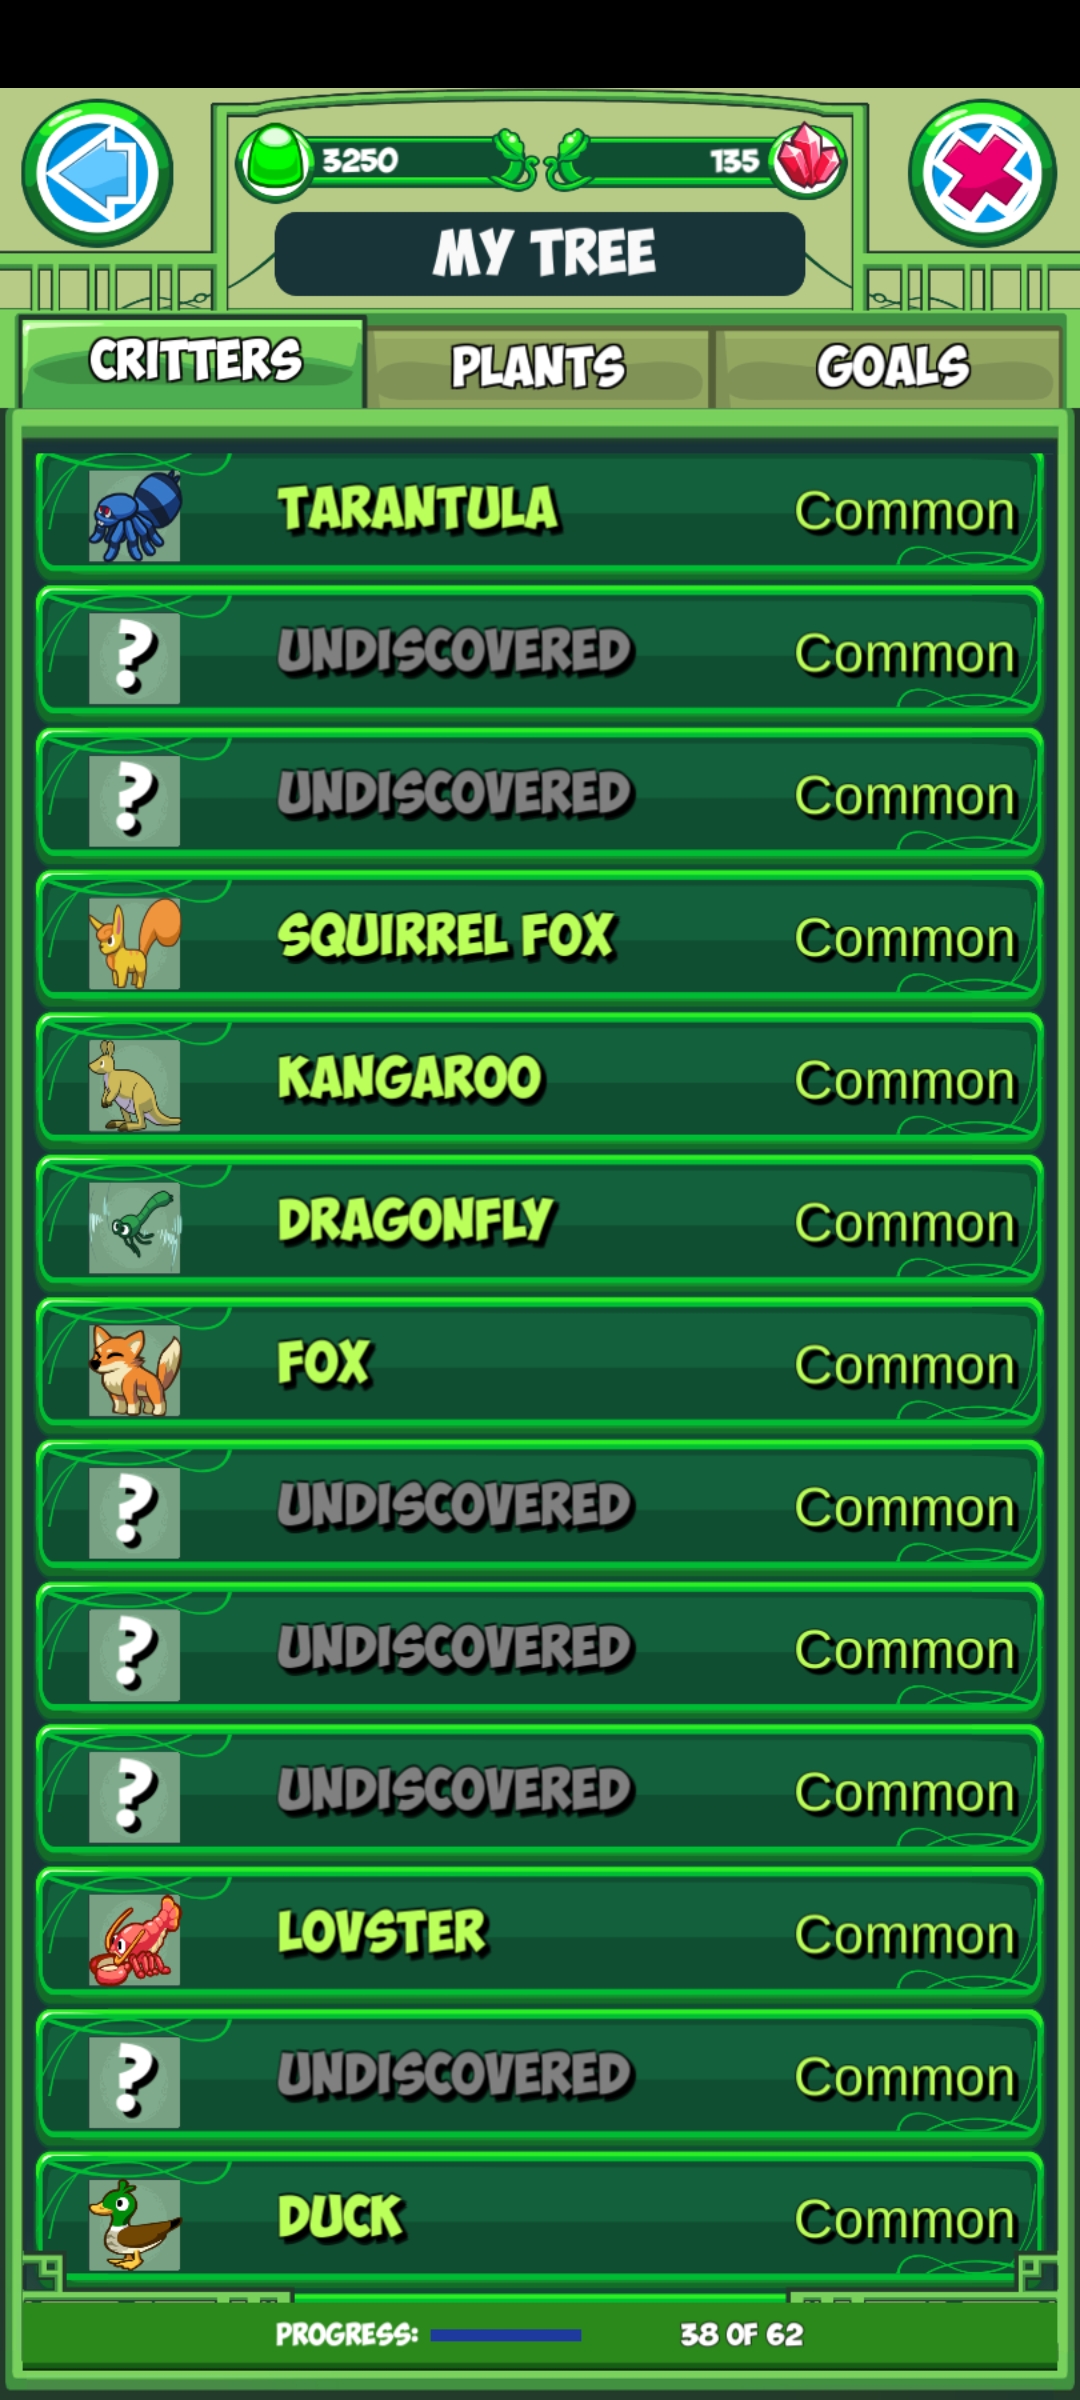 3250
135
MY TREE
CRITTERS
PLANTS
GOALS
TARANTULA Common
? UNDISCOVERED Common
? UNDISCOVERED Common
SQUIRREL FOX Common
KANGAROO Common
DRAGONFLY Common
FOX Common
? UNDISCOVERED Common
? UNDISCOVERED Common
? UNDISCOVERED Common
LOVSTER Common
? UNDISCOVERED Common
DUCK Common
PROGRESS: 38 OF 62